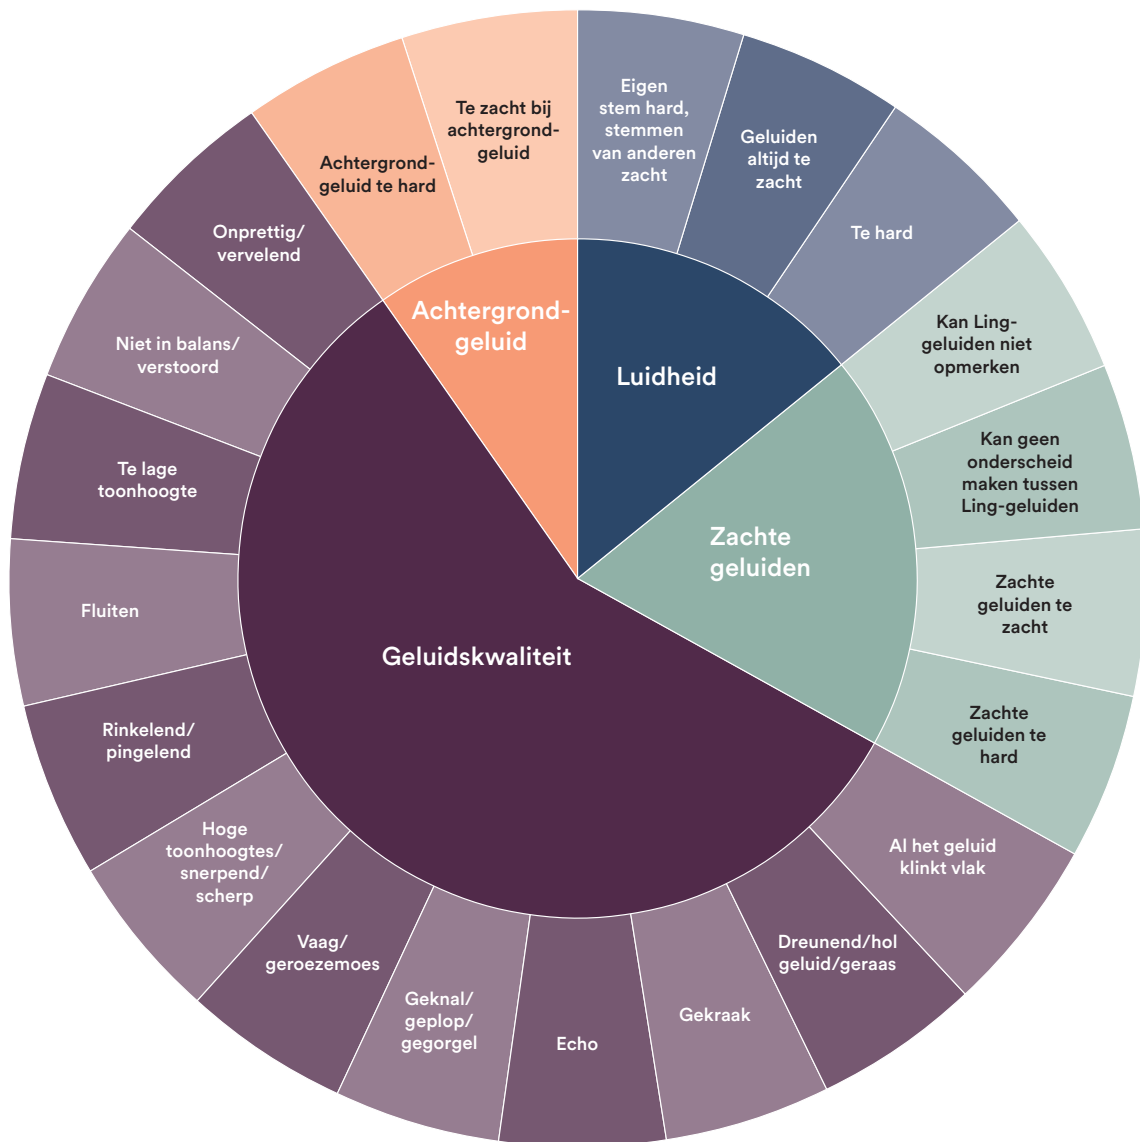 Eigen
stem hard,
stemmen
van anderen
zacht
Geluiden
altijd te
zacht
Te hard
Kan Ling-
geluiden niet
opmerken
Kan geen
onderscheid
maken tussen
Ling-geluiden
Zachte
geluiden te
zacht
Zachte
geluiden te
hard
Al het geluid
klinkt vlak
Dreunend/hol
geluid/geraas
Gekraak
Echo
Geknal/
geplop/
gegorgel
Vaag/
geroezemoes
Hoge
toonhoogtes/
snerpend/
scherp
Rinkelend/
pingelend
Fluiten
Te lage
toonhoogte
Niet in balans/
verstoord
Onprettig/
vervelend
Achtergrond-
geluid te hard
Te zacht bij
achtergrond-
geluid
Achtergrond-
geluid
Luidheid
Zachte
geluiden
Geluidskwaliteit